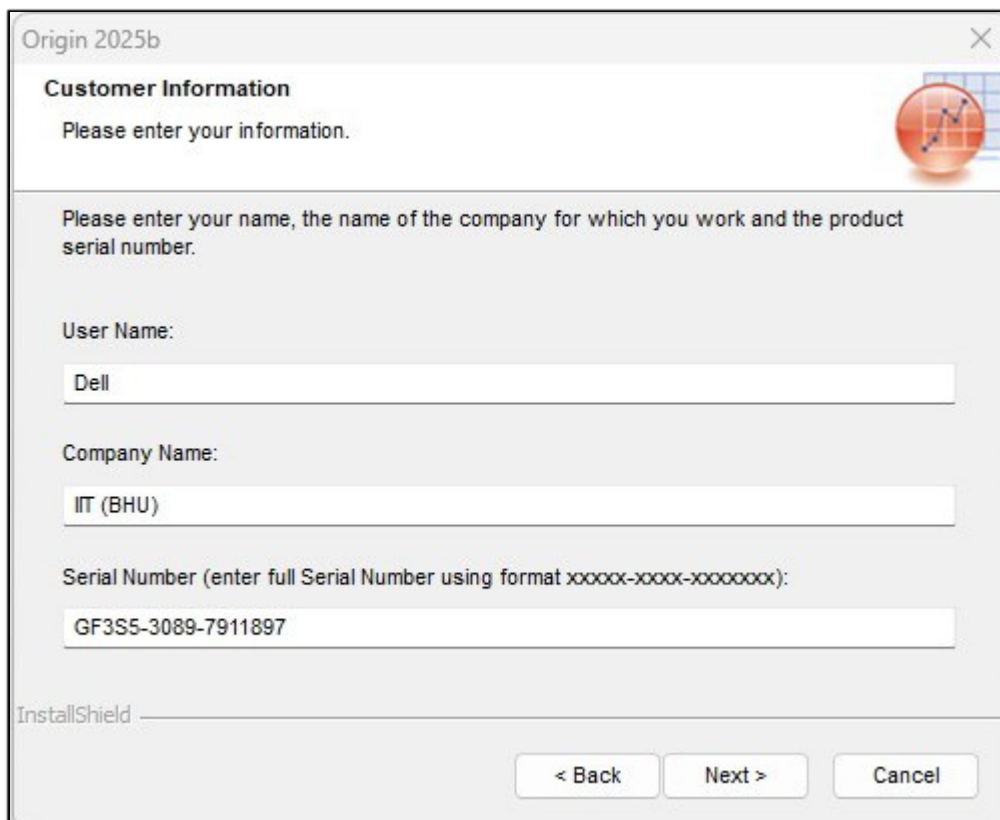 Origin 2025b
Customer Information
Please enter your information.
Please enter your name, the name of the company for which you work and the product
serial number.
User Name:
Dell
Company Name:
IIT (BHU)
Serial Number (enter full Serial Number using format xxxxx-xxxx-xxxxxxx):
GF3S5-3089-7911897
InstallShield
< Back
Next >
Cancel